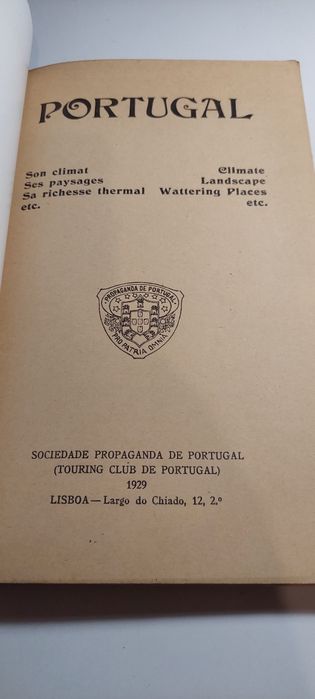 PORTUGAL
Son climat Climate
Ses paysages Landscape
Sa richesse thermal Wattering Places
etc. etc.
PROPAGANDA DE PORTUGAL
PRO PATRIA OMNIA
SOCIEDADE PROPAGANDA DE PORTUGAL
(TOURING CLUB DE PORTUGAL)
1929
LISBOA — Largo do Chiado, 12, 2.º